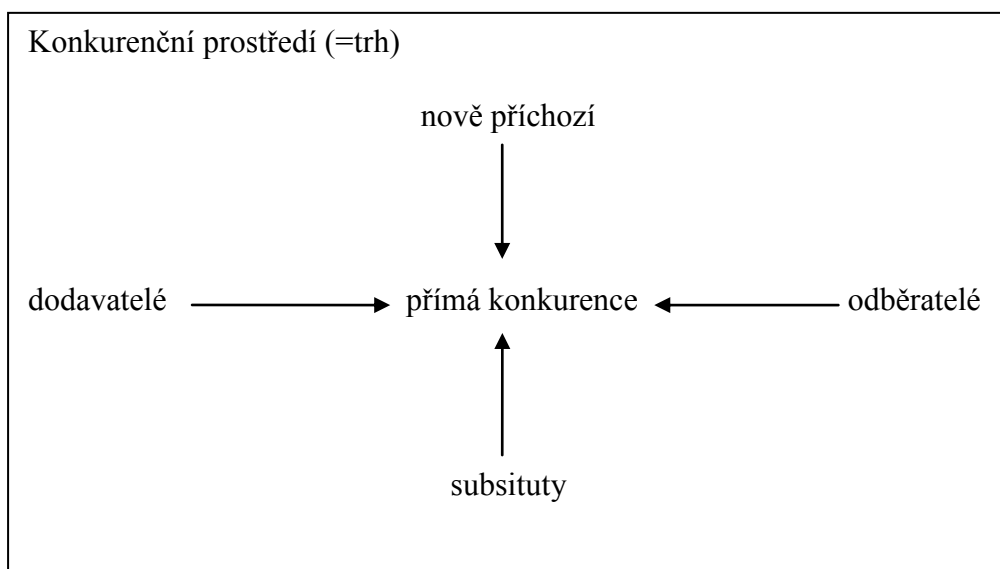 Konkurenční prostředí (=trh)
nově příchozí
dodavatelé přímá konkurence odběratelé
subsituty